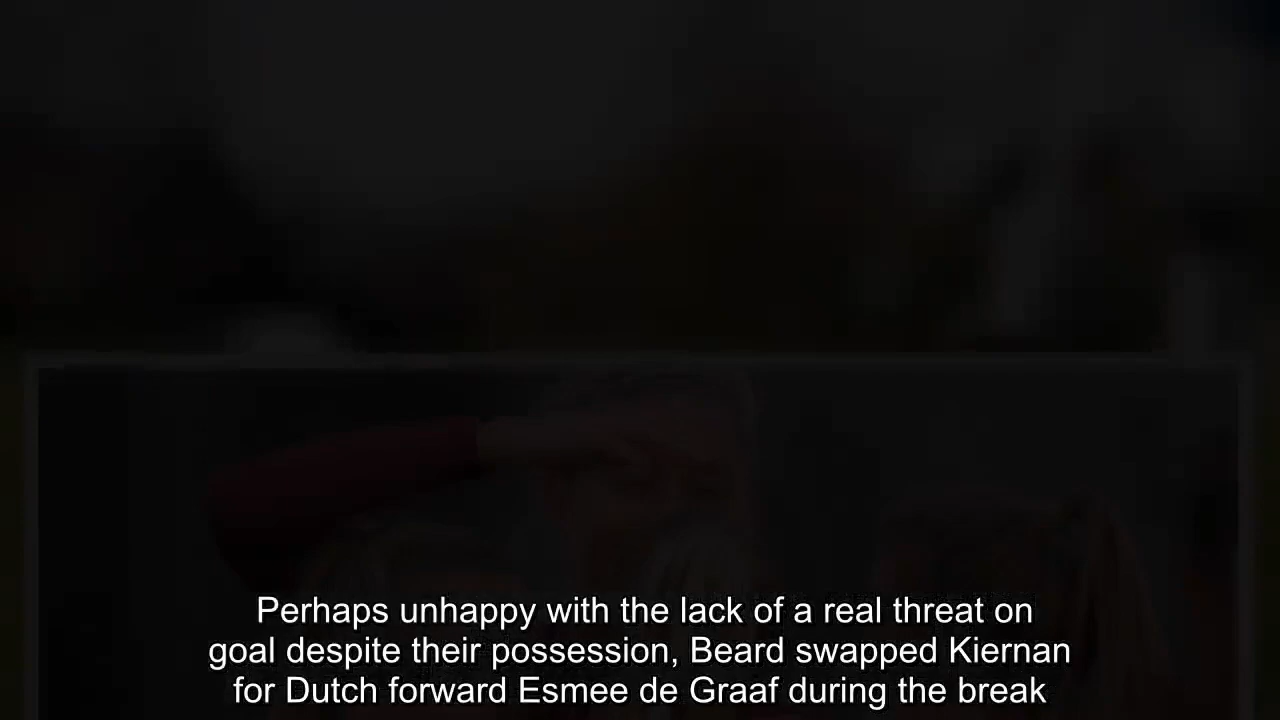 Perhaps unhappy with the lack of a real threat on
goal despite their possession, Beard swapped Kiernan
for Dutch forward Esmee de Graaf during the break